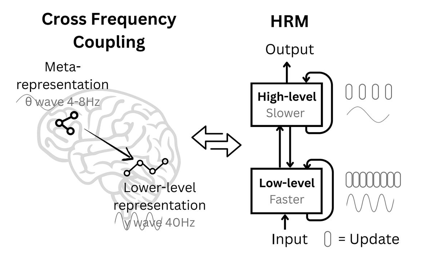 Cross Frequency
Coupling
Meta-
representation
θ wave 4-8Hz
Lower-level
representation
γ wave 40Hz
HRM
Output
High-level
Slower
Low-level
Faster
Input
= Update